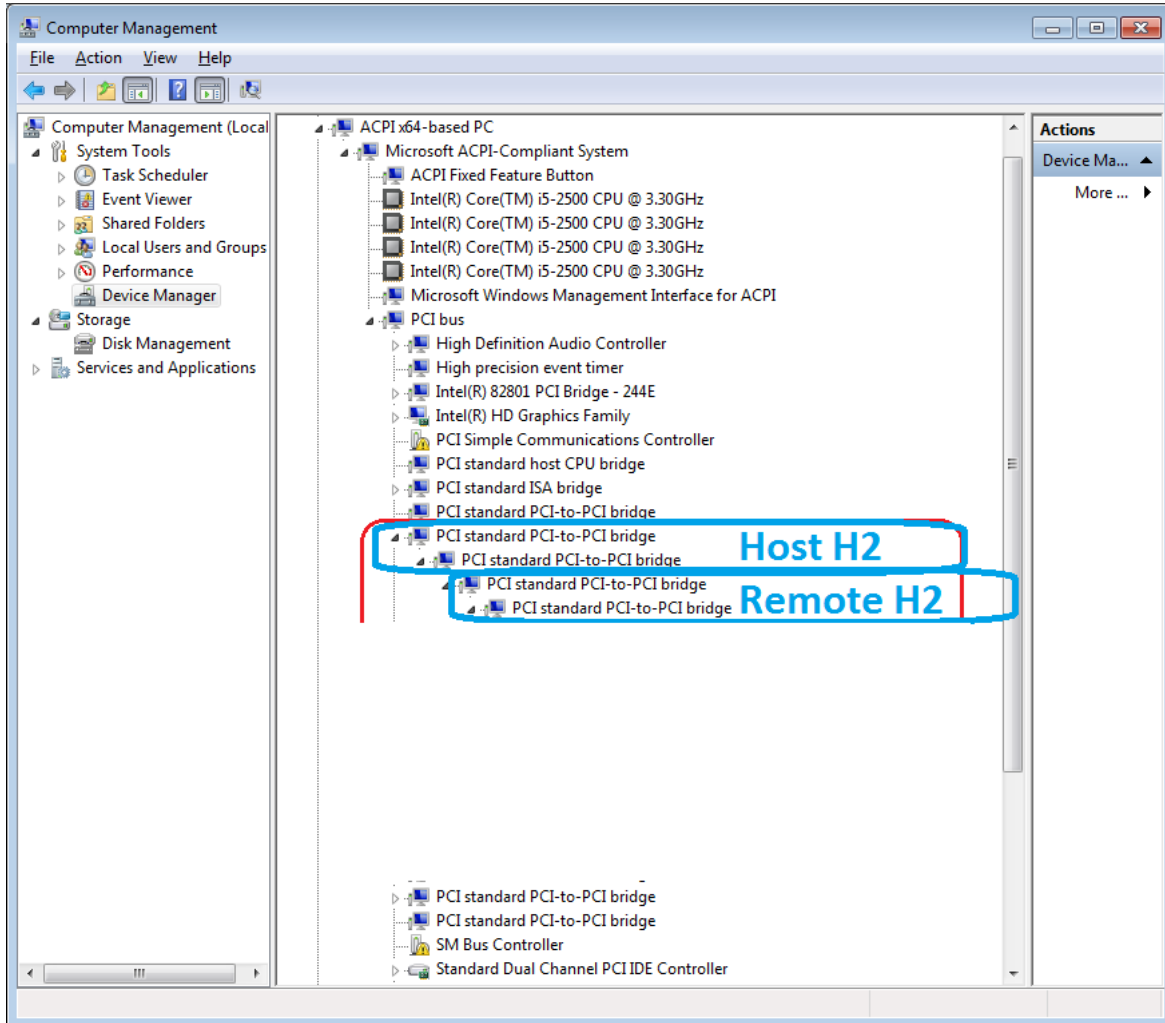 Computer Management
File Action View Help
Computer Management (Local
System Tools
Task Scheduler
Event Viewer
Shared Folders
Local Users and Groups
Performance
Device Manager
Storage
Disk Management
Services and Applications
ACPI x64-based PC
Microsoft ACPI-Compliant System
ACPI Fixed Feature Button
Intel(R) Core(TM) i5-2500 CPU @ 3.30GHz
Intel(R) Core(TM) i5-2500 CPU @ 3.30GHz
Intel(R) Core(TM) i5-2500 CPU @ 3.30GHz
Intel(R) Core(TM) i5-2500 CPU @ 3.30GHz
Microsoft Windows Management Interface for ACPI
PCI bus
High Definition Audio Controller
High precision event timer
Intel(R) 82801 PCI Bridge - 244E
Intel(R) HD Graphics Family
PCI Simple Communications Controller
PCI standard host CPU bridge
PCI standard ISA bridge
PCI standard PCI-to-PCI bridge
PCI standard PCI-to-PCI bridge
Host H2
PCI standard PCI-to-PCI bridge
PCI standard PCI-to-PCI bridge
PCI standard PCI-to-PCI bridge
Remote H2
PCI standard PCI-to-PCI bridge
PCI standard PCI-to-PCI bridge
SM Bus Controller
Standard Dual Channel PCI IDE Controller
Actions
Device Ma...
More ...